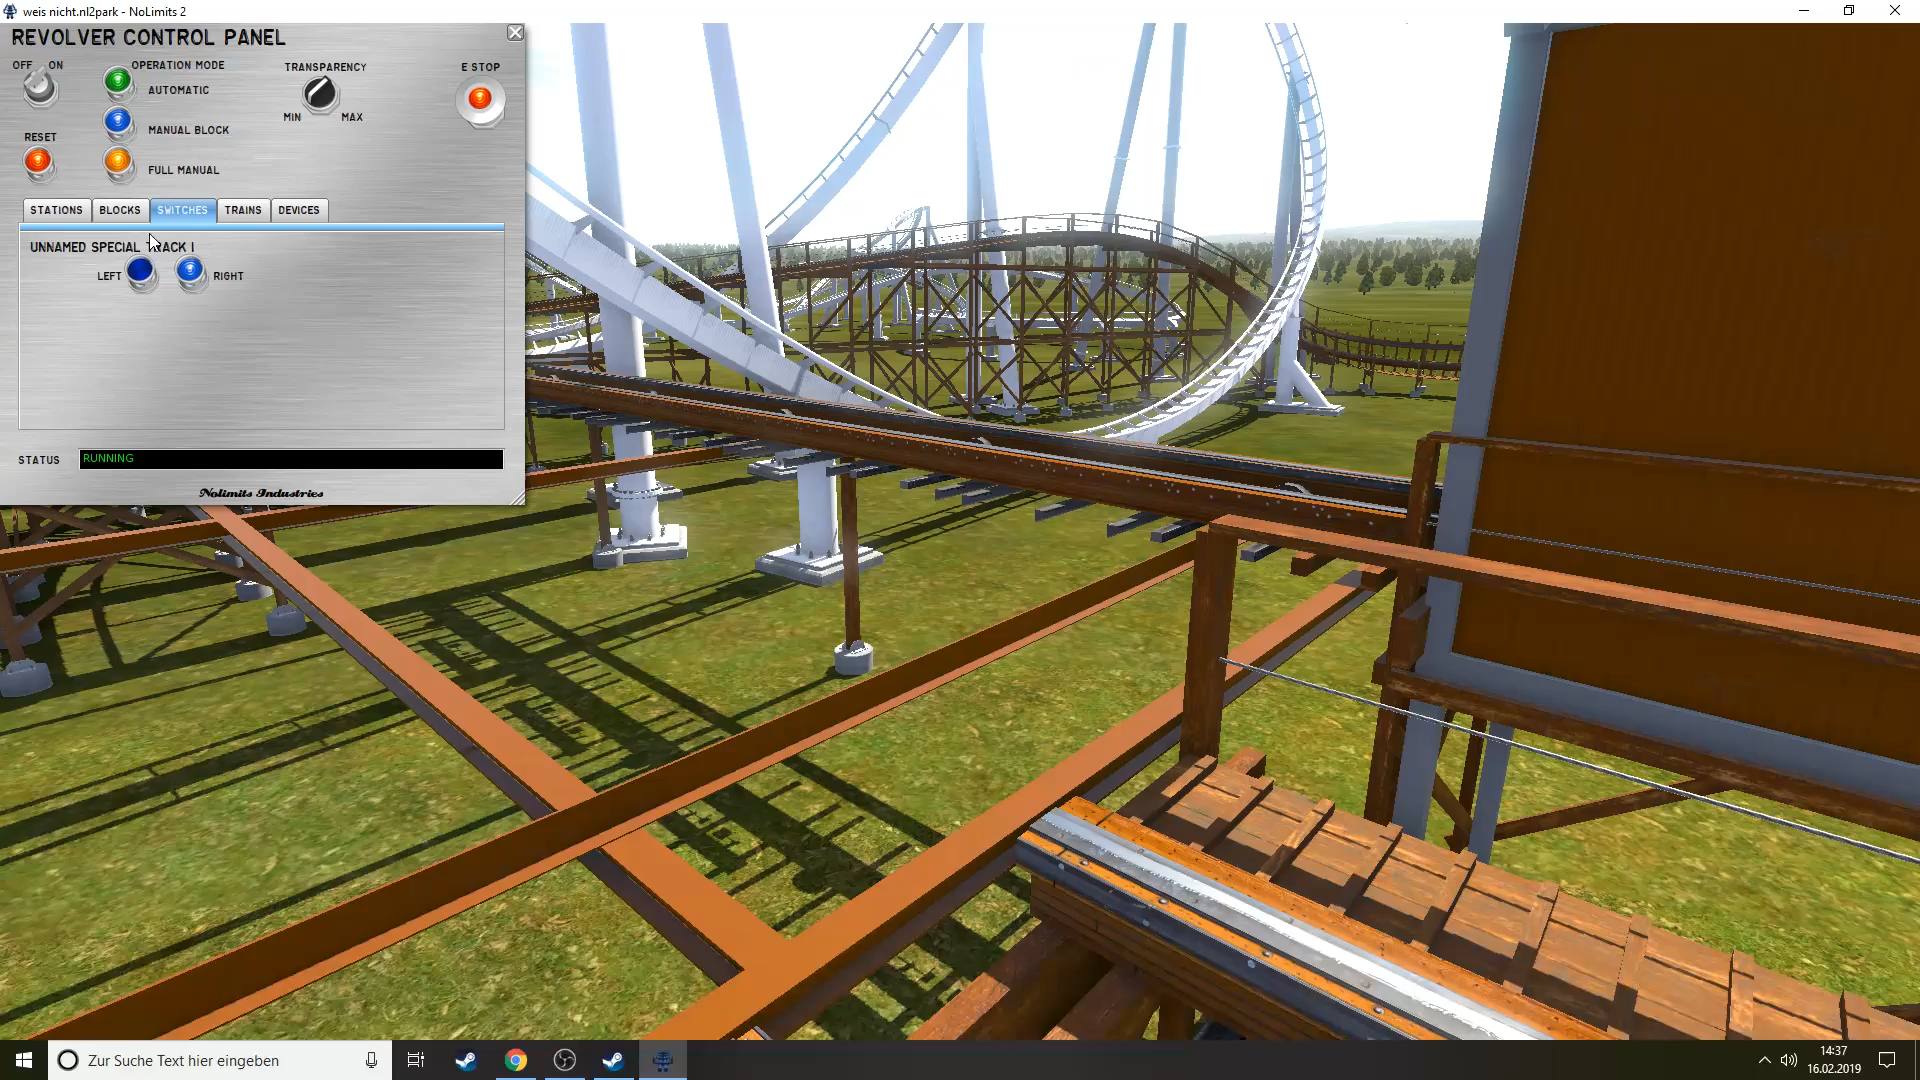 weis nicht.nl2park - NoLimits 2
REVOLVER CONTROL PANEL
OFF ON
OPERATION MODE
TRANSPARENCY
E STOP
AUTOMATIC
MIN MAX
MANUAL BLOCK
RESET
FULL MANUAL
STATIONS BLOCKS SWITCHES TRAINS DEVICES
UNNAMED SPECIAL TRACK 1
LEFT RIGHT
STATUS RUNNING
Nolimits Industries
Zur Suche Text hier eingeben
14:37
16.02.2019